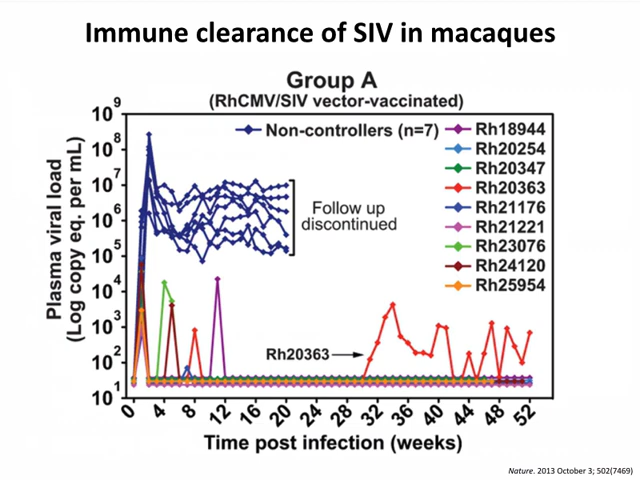 Immune clearance of SIV in macaques
Group A
(RhCMV/SIV vector-vaccinated)
Plasma viral load
(Log copy eq. per mL)
10⁹
10⁸
10⁷
10⁶
10⁵
10⁴
10³
10²
10¹
Non-controllers (n=7)
Follow up
discontinued
Rh18944
Rh20254
Rh20347
Rh20363
Rh21176
Rh21221
Rh23076
Rh24120
Rh25954
Rh20363
0 4 8 12 16 20 24 28 32 36 40 44 48 52
Time post infection (weeks)
Nature. 2013 October 3; 502(7469)